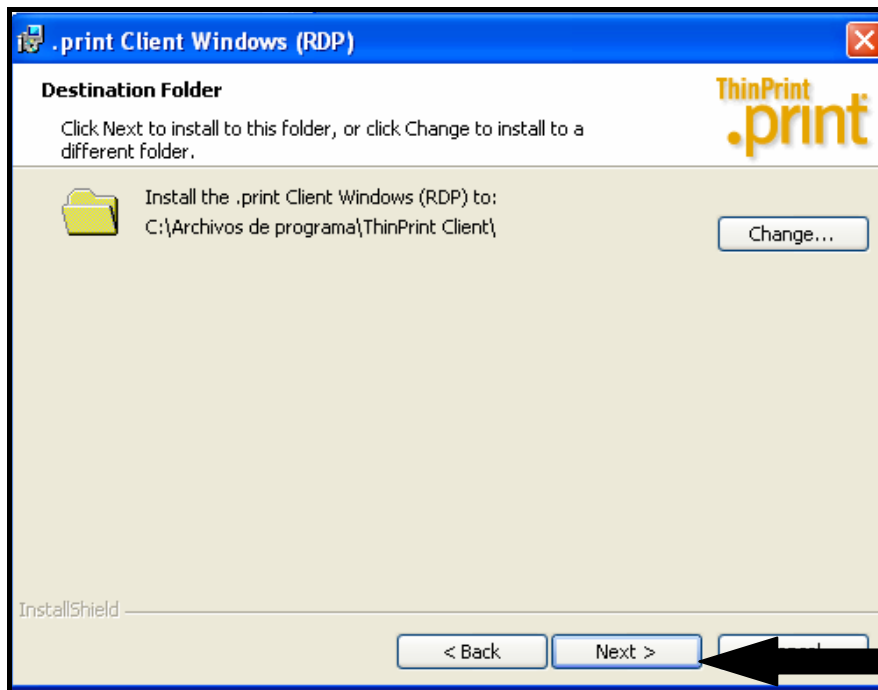 .print Client Windows (RDP)
Destination Folder
ThinPrint
.print
Click Next to install to this folder, or click Change to install to a
different folder.
Install the .print Client Windows (RDP) to:
C:\Archivos de programa\ThinPrint Client\
Change...
InstallShield
< Back
Next >